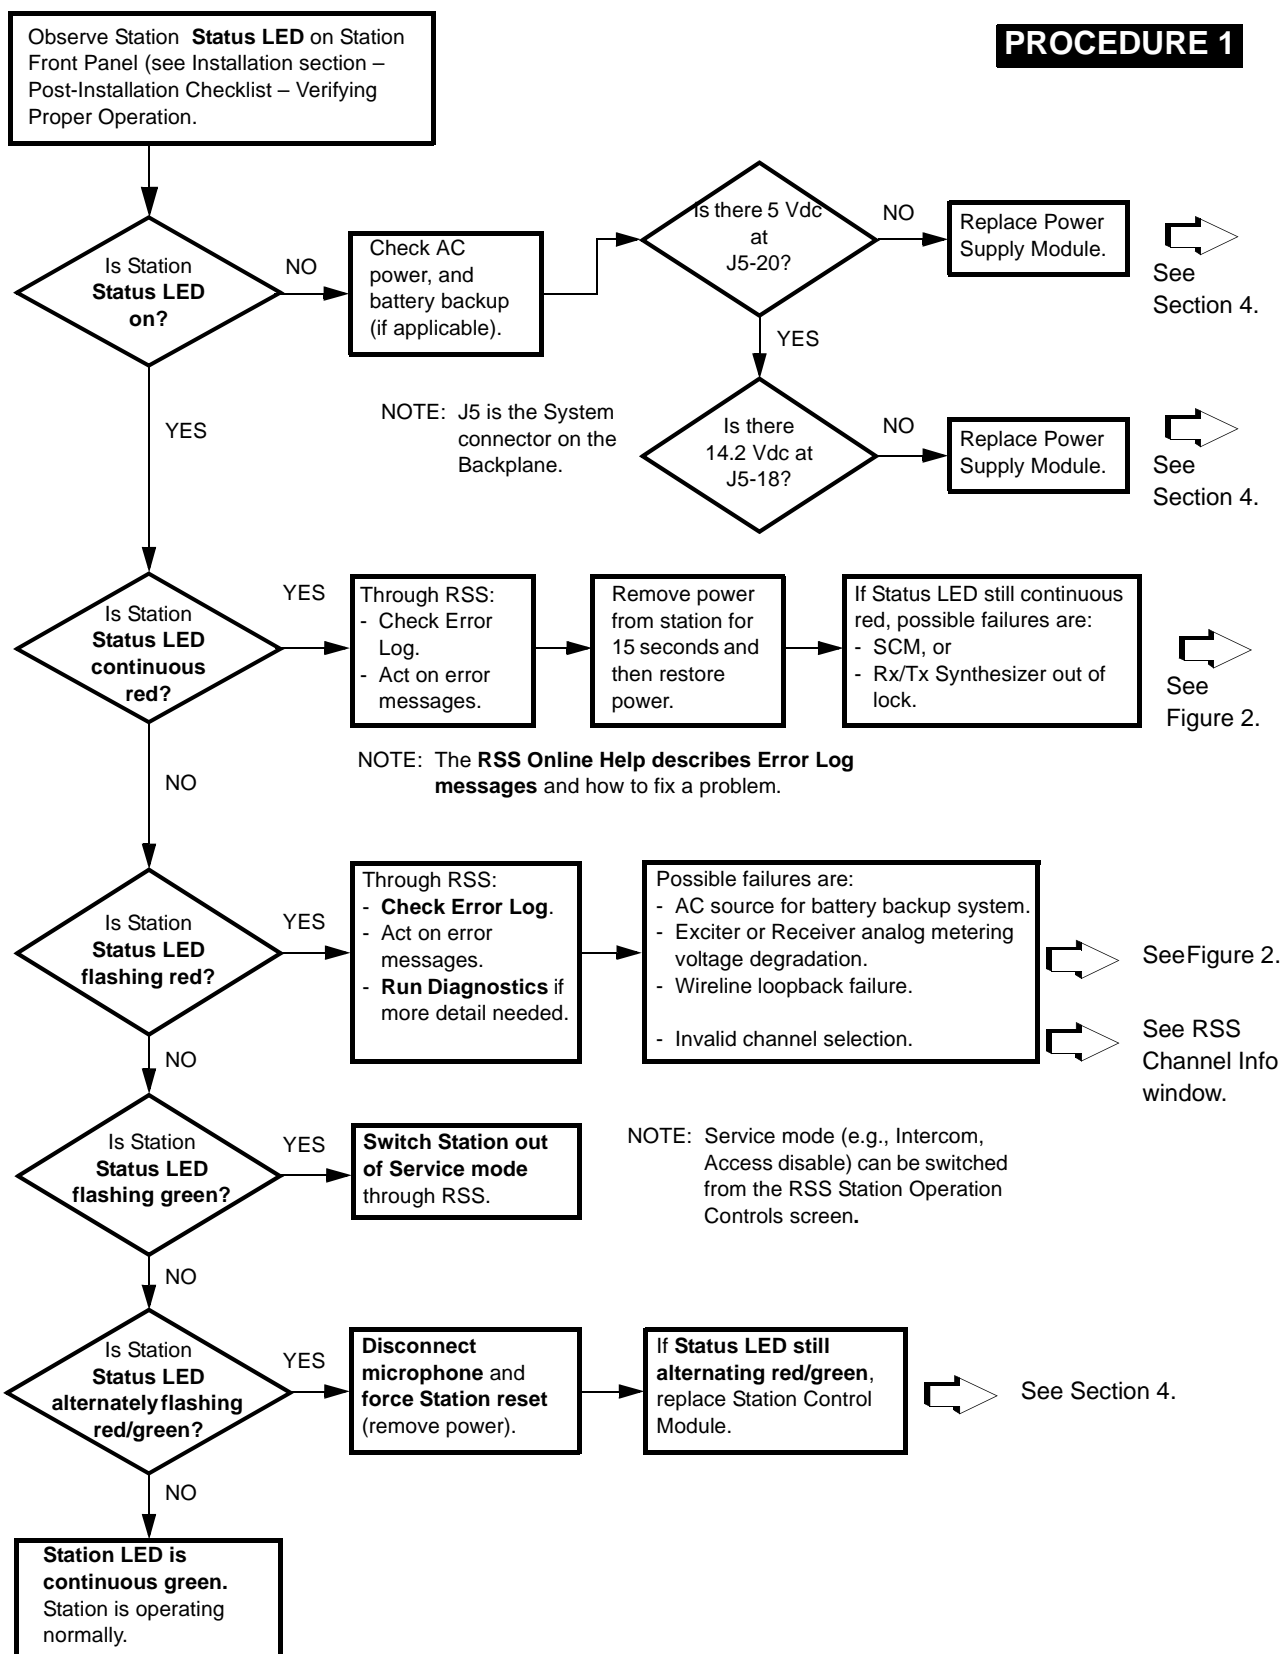 Observe Station Status LED on Station
Front Panel (see Installation section –
Post-Installation Checklist – Verifying
Proper Operation.
PROCEDURE 1
Is Station
Status LED
on?
NO
Check AC
power, and
battery backup
(if applicable).
Is there 5 Vdc
at
J5-20?
NO
Replace Power
Supply Module.
See
Section 4.
YES
YES
NOTE: J5 is the System
connector on the
Backplane.
Is there
14.2 Vdc at
J5-18?
NO
Replace Power
Supply Module.
See
Section 4.
Is Station
Status LED
continuous
red?
YES
Through RSS:
- Check Error
Log.
- Act on error
messages.
Remove power
from station for
15 seconds and
then restore
power.
If Status LED still continuous
red, possible failures are:
- SCM, or
- Rx/Tx Synthesizer out of
lock.
See
Figure 2.
NOTE: The RSS Online Help describes Error Log
messages and how to fix a problem.
NO
Is Station
Status LED
flashing red?
YES
Through RSS:
- Check Error Log.
- Act on error
messages.
- Run Diagnostics if
more detail needed.
Possible failures are:
- AC source for battery backup system.
- Exciter or Receiver analog metering
voltage degradation.
- Wireline loopback failure.
- Invalid channel selection.
See Figure 2.
See RSS
Channel Info
window.
NO
Is Station
Status LED
flashing green?
YES
Switch Station out
of Service mode
through RSS.
NOTE: Service mode (e.g., Intercom,
Access disable) can be switched
from the RSS Station Operation
Controls screen.
NO
Is Station
Status LED
alternately flashing
red/green?
YES
Disconnect
microphone and
force Station reset
(remove power).
If Status LED still
alternating red/green,
replace Station Control
Module.
See Section 4.
NO
Station LED is
continuous green.
Station is operating
normally.